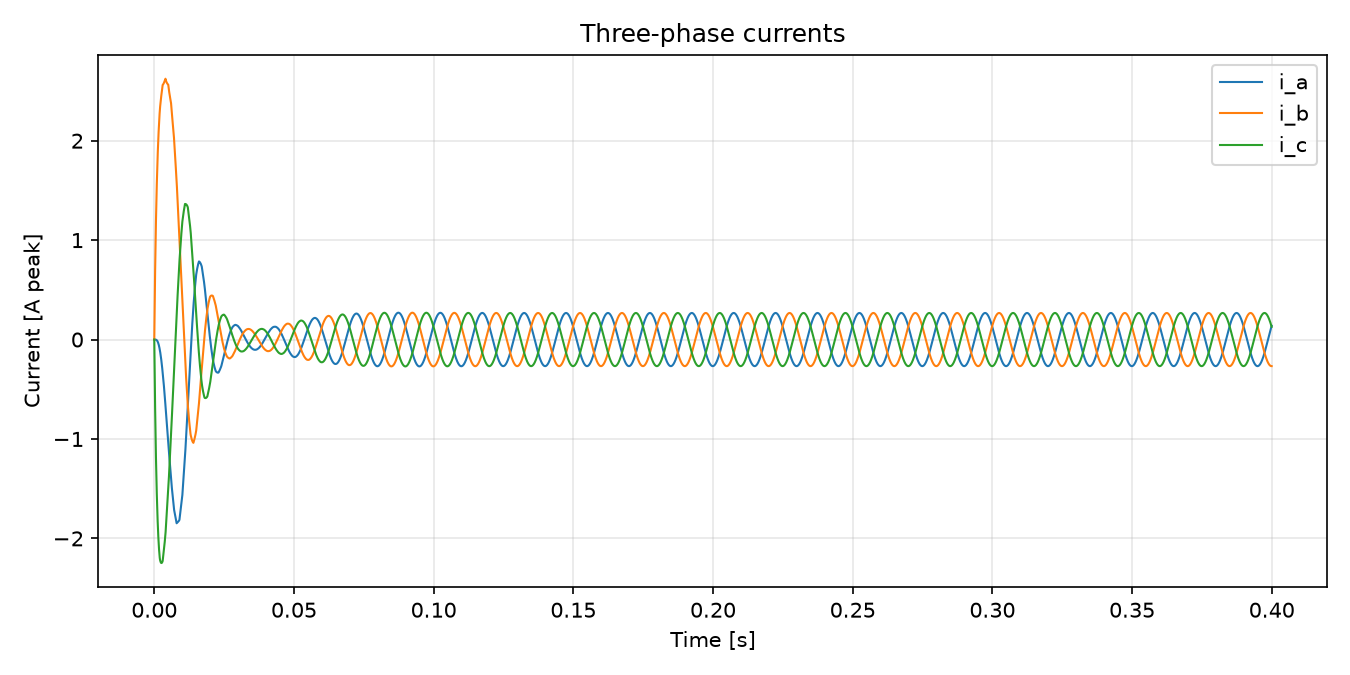 Three-phase currents
i_a
i_b
i_c
Current [A peak]
2
1
0
−1
−2
0.00 0.05 0.10 0.15 0.20 0.25 0.30 0.35 0.40
Time [s]